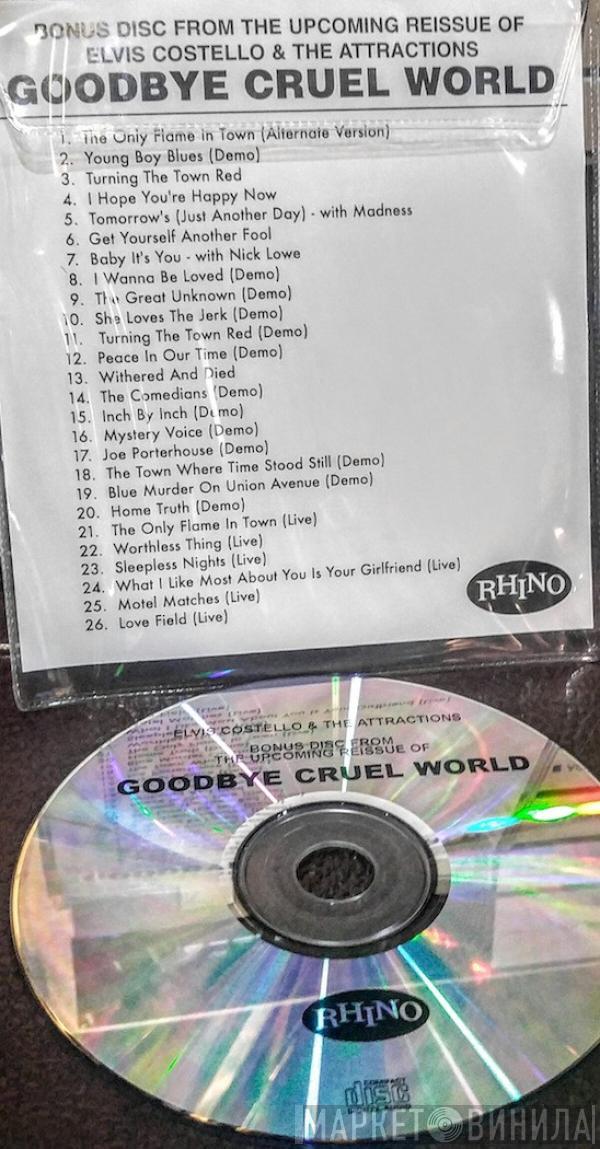 BONUS DISC FROM THE UPCOMING REISSUE OF
ELVIS COSTELLO & THE ATTRACTIONS
GOODBYE CRUEL WORLD
1. The Only Flame In Town (Alternate Version)
2. Young Boy Blues (Demo)
3. Turning The Town Red
4. I Hope You're Happy Now
5. Tomorrow's (Just Another Day) - with Madness
6. Get Yourself Another Fool
7. Baby It's You - with Nick Lowe
8. I Wanna Be Loved (Demo)
9. The Great Unknown (Demo)
10. She Loves The Jerk (Demo)
11. Turning The Town Red (Demo)
12. Peace In Our Time (Demo)
13. Withered And Died
14. The Comedians (Demo)
15. Inch By Inch (Demo)
16. Mystery Voice (Demo)
17. Joe Porterhouse (Demo)
18. The Town Where Time Stood Still (Demo)
19. Blue Murder On Union Avenue (Demo)
20. Home Truth (Demo)
21. The Only Flame In Town (Live)
22. Worthless Thing (Live)
23. Sleepless Nights (Live)
24. What I Like Most About You Is Your Girlfriend (Live)
25. Motel Matches (Live)
26. Love Field (Live)
RHINO
ELVIS COSTELLO & THE ATTRACTIONS
BONUS DISC FROM
THE UPCOMING REISSUE OF
GOODBYE CRUEL WORLD
RHINO
COMPACT
disc
DIGITAL AUDIO
МАРКЕТ ВИНИЛА